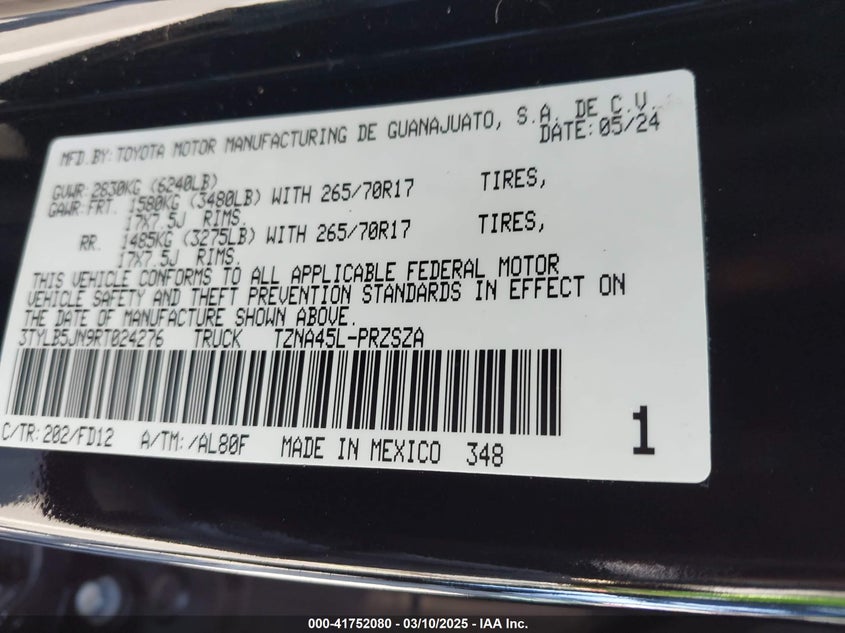 MFD.BY:TOYOTA MOTOR MANUFACTURING DE GUANAJUATO, S.A. DE C.V.
DATE:05/24
GVWR:2830KG (6240LB)
GAWR:FRT. 1580KG (3480LB) WITH 265/70R17 TIRES,
17X7.5J RIMS.
RR. 1485KG (3275LB) WITH 265/70R17 TIRES,
17X7.5J RIMS.
THIS VEHICLE CONFORMS TO ALL APPLICABLE FEDERAL MOTOR
VEHICLE SAFETY AND THEFT PREVENTION STANDARDS IN EFFECT ON
THE DATE OF MANUFACTURE SHOWN ABOVE.
3TYLB5JN9RT024276 TRUCK TZNA45L-PRZSZA
C/TR:202/FD12 A/TM:/AL80F MADE IN MEXICO 348
1
000-41752080 - 03/10/2025 - IAA Inc.